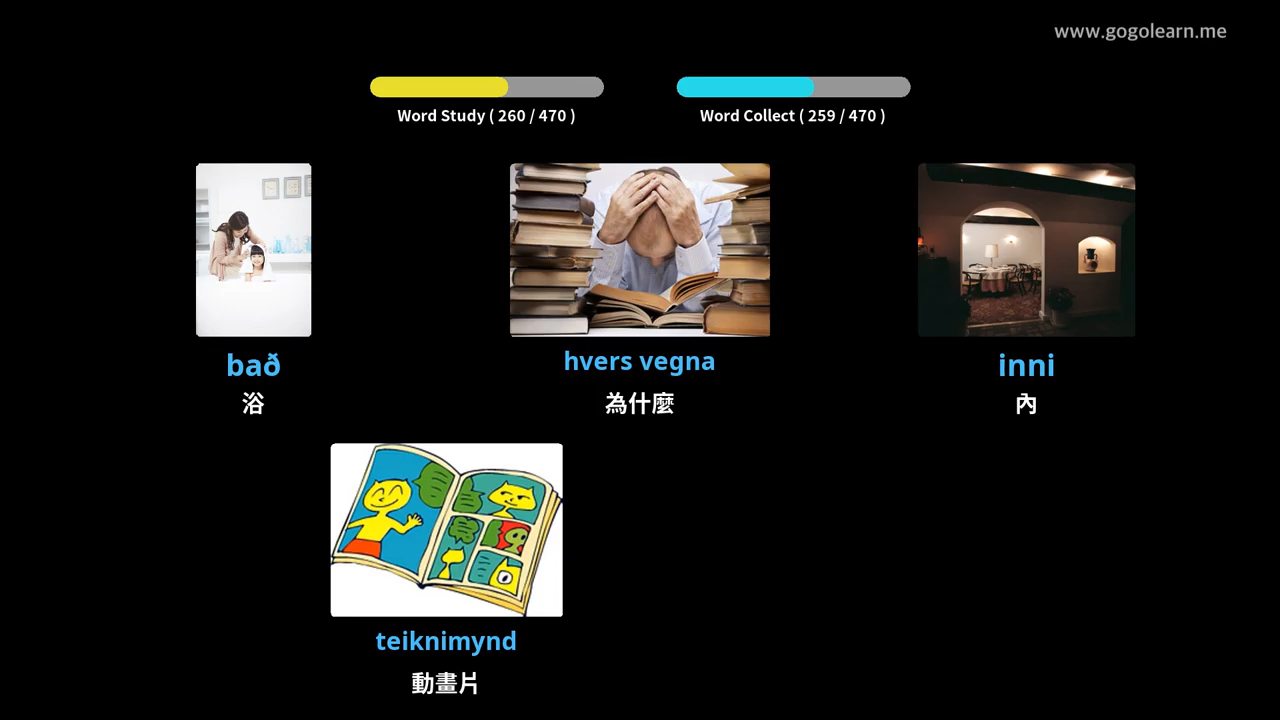 www.gogolearn.me
Word Study ( 260 / 470 )
Word Collect ( 259 / 470 )
bað
浴
hvers vegna
為什麼
inni
內
teiknimynd
動畫片